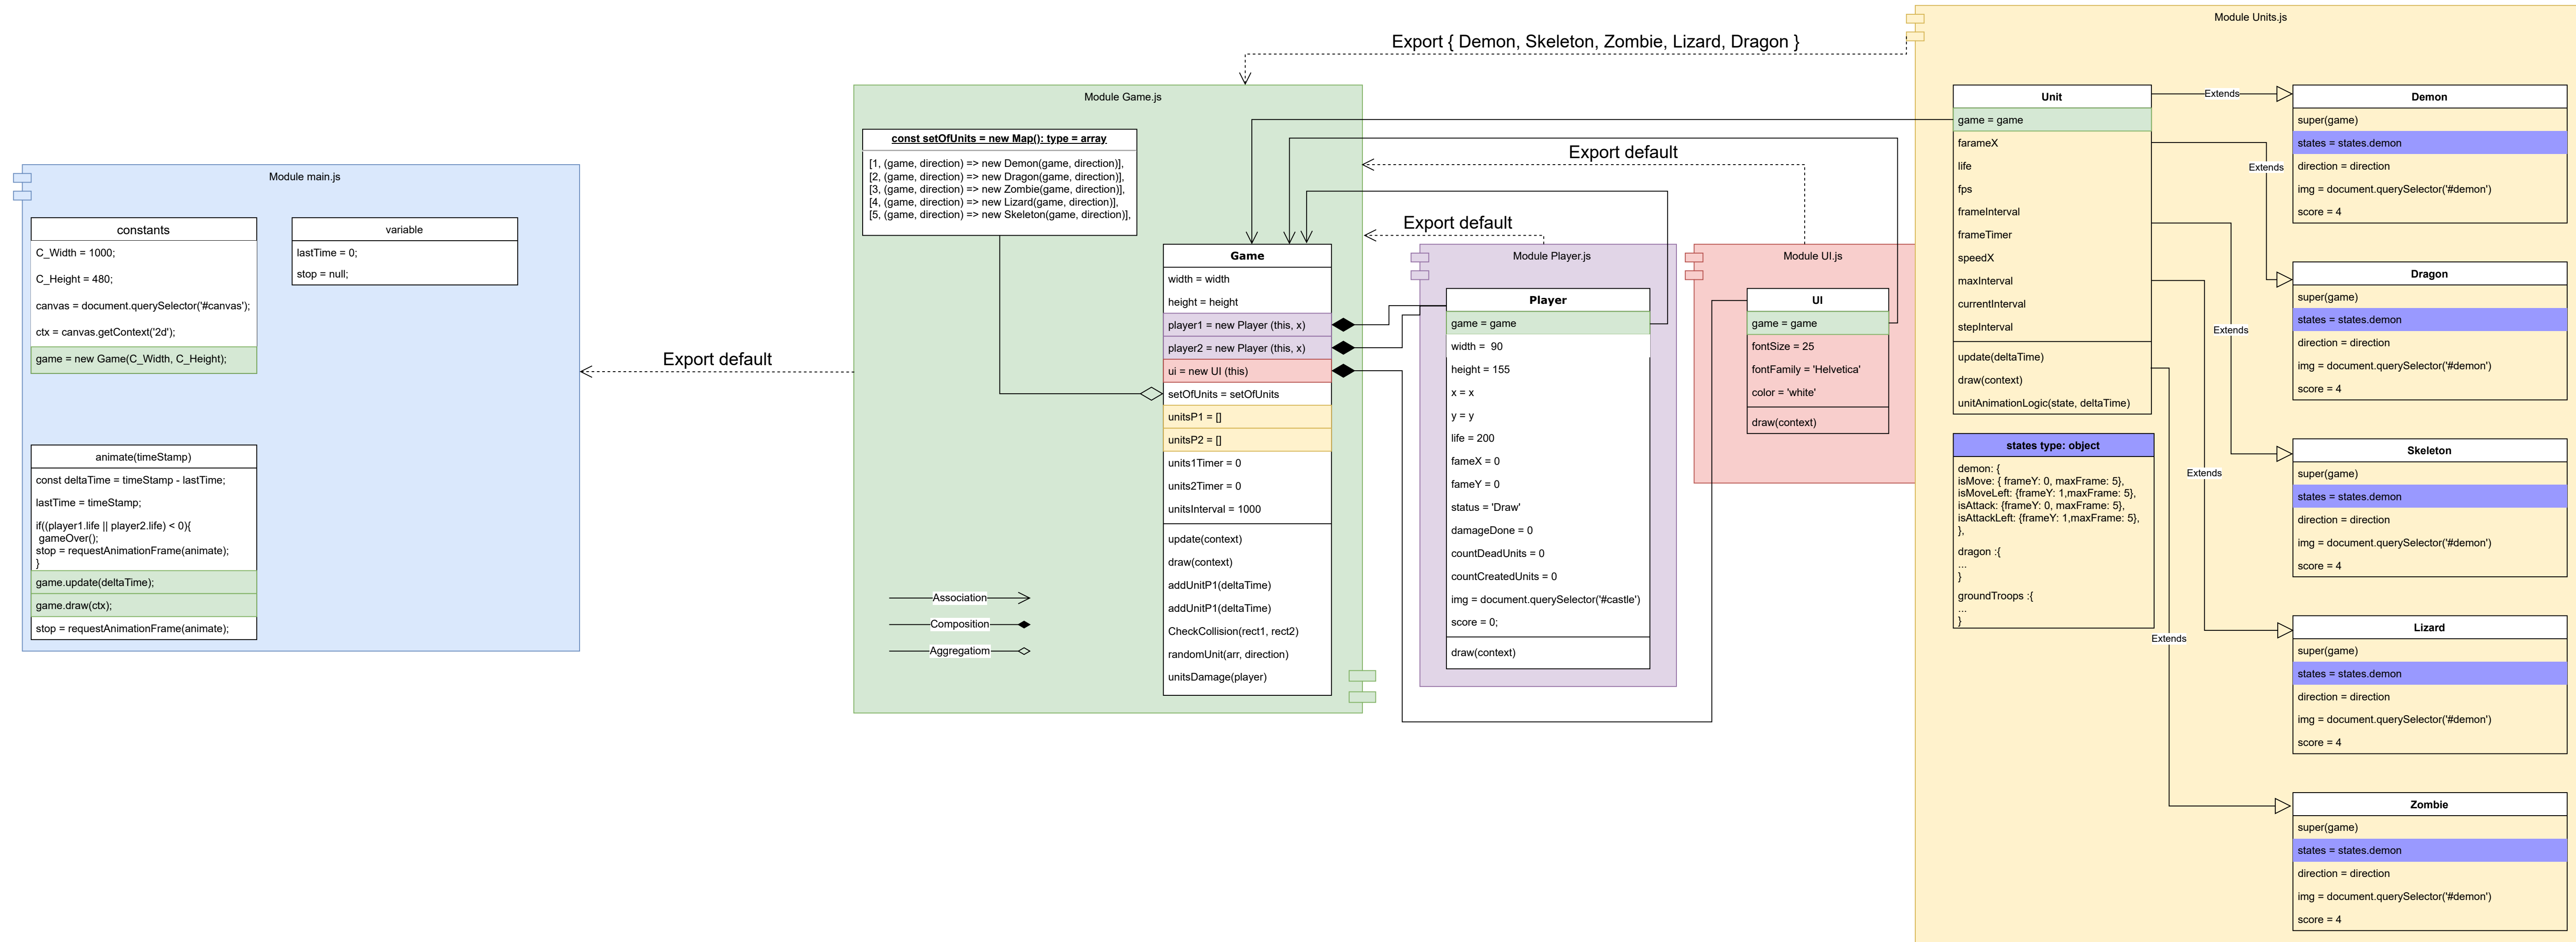 Export { Demon, Skeleton, Zombie, Lizard, Dragon }
Module main.js
constants
C_Width = 1000;
C_Height = 480;
canvas = document.querySelector('#canvas');
ctx = canvas.getContext('2d');
game = new Game(C_Width, C_Height);
variable
lastTime = 0;
stop = null;
animate(timeStamp)
const deltaTime = timeStamp - lastTime;
lastTime = timeStamp;
if((player1.life || player2.life) < 0){
gameOver();
stop = requestAnimationFrame(animate);
}
game.update(deltaTime);
game.draw(ctx);
stop = requestAnimationFrame(animate);
Export default
Module Game.js
const setOfUnits = new Map(): type = array
[1, (game, direction) => new Demon(game, direction)],
[2, (game, direction) => new Dragon(game, direction)],
[3, (game, direction) => new Zombie(game, direction)],
[4, (game, direction) => new Lizard(game, direction)],
[5, (game, direction) => new Skeleton(game, direction)],
Game
width = width
height = height
player1 = new Player (this, x)
player2 = new Player (this, x)
ui = new UI (this)
setOfUnits = setOfUnits
unitsP1 = []
unitsP2 = []
units1Timer = 0
units2Timer = 0
unitsInterval = 1000
update(context)
draw(context)
addUnitP1(deltaTime)
addUnitP1(deltaTime)
CheckCollision(rect1, rect2)
randomUnit(arr, direction)
unitsDamage(player)
Association
Composition
Aggregatiom
Export default
Export default
Module Player.js
Player
game = game
width =  90
height = 155
x = x
y = y
life = 200
fameX = 0
fameY = 0
status = 'Draw'
damageDone = 0
countDeadUnits = 0
countCreatedUnits = 0
img = document.querySelector('#castle')
score = 0;
draw(context)
Module UI.js
UI
game = game
fontSize = 25
fontFamily = 'Helvetica'
color = 'white'
draw(context)
Module Units.js
Unit
game = game
farameX
life
fps
frameInterval
frameTimer
speedX
maxInterval
currentInterval
stepInterval
update(deltaTime)
draw(context)
unitAnimationLogic(state, deltaTime)
states type: object
demon: {
isMove: { frameY: 0, maxFrame: 5},
isMoveLeft: {frameY: 1,maxFrame: 5},
isAttack: {frameY: 0, maxFrame: 5},
isAttackLeft: {frameY: 1,maxFrame: 5},
},
dragon :{
...
}
groundTroops :{
...
}
Extends
Extends
Extends
Extends
Extends
Demon
super(game)
states = states.demon
direction = direction
img = document.querySelector('#demon')
score = 4
Dragon
super(game)
states = states.demon
direction = direction
img = document.querySelector('#demon')
score = 4
Skeleton
super(game)
states = states.demon
direction = direction
img = document.querySelector('#demon')
score = 4
Lizard
super(game)
states = states.demon
direction = direction
img = document.querySelector('#demon')
score = 4
Zombie
super(game)
states = states.demon
direction = direction
img = document.querySelector('#demon')
score = 4